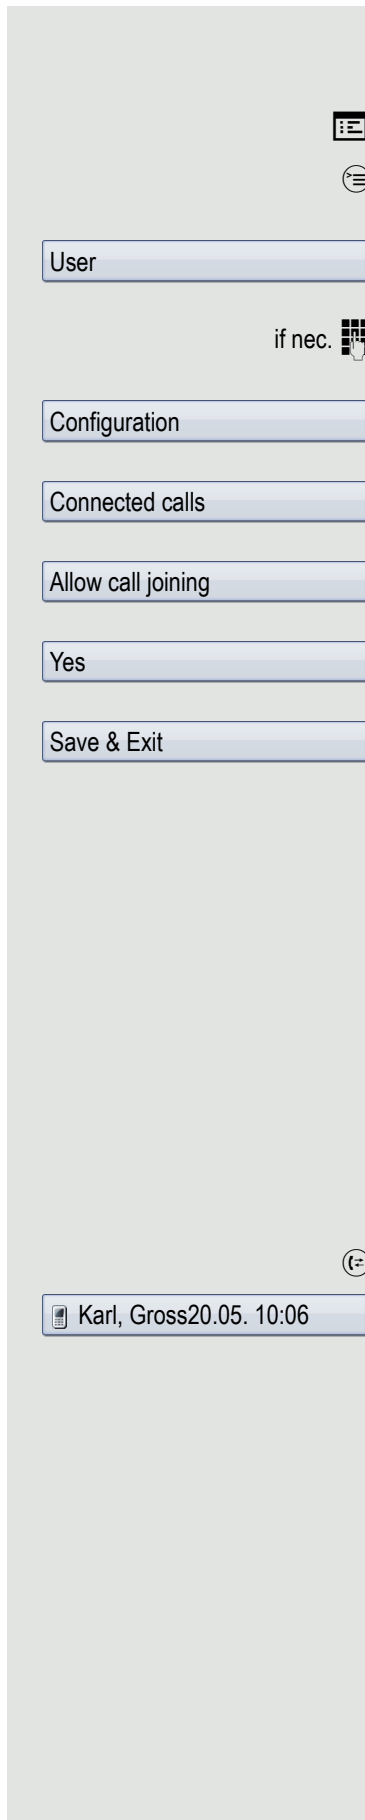 User
if nec.
Configuration
Connected calls
Allow call joining
Yes
Save & Exit
Karl, Gross20.05. 10:06